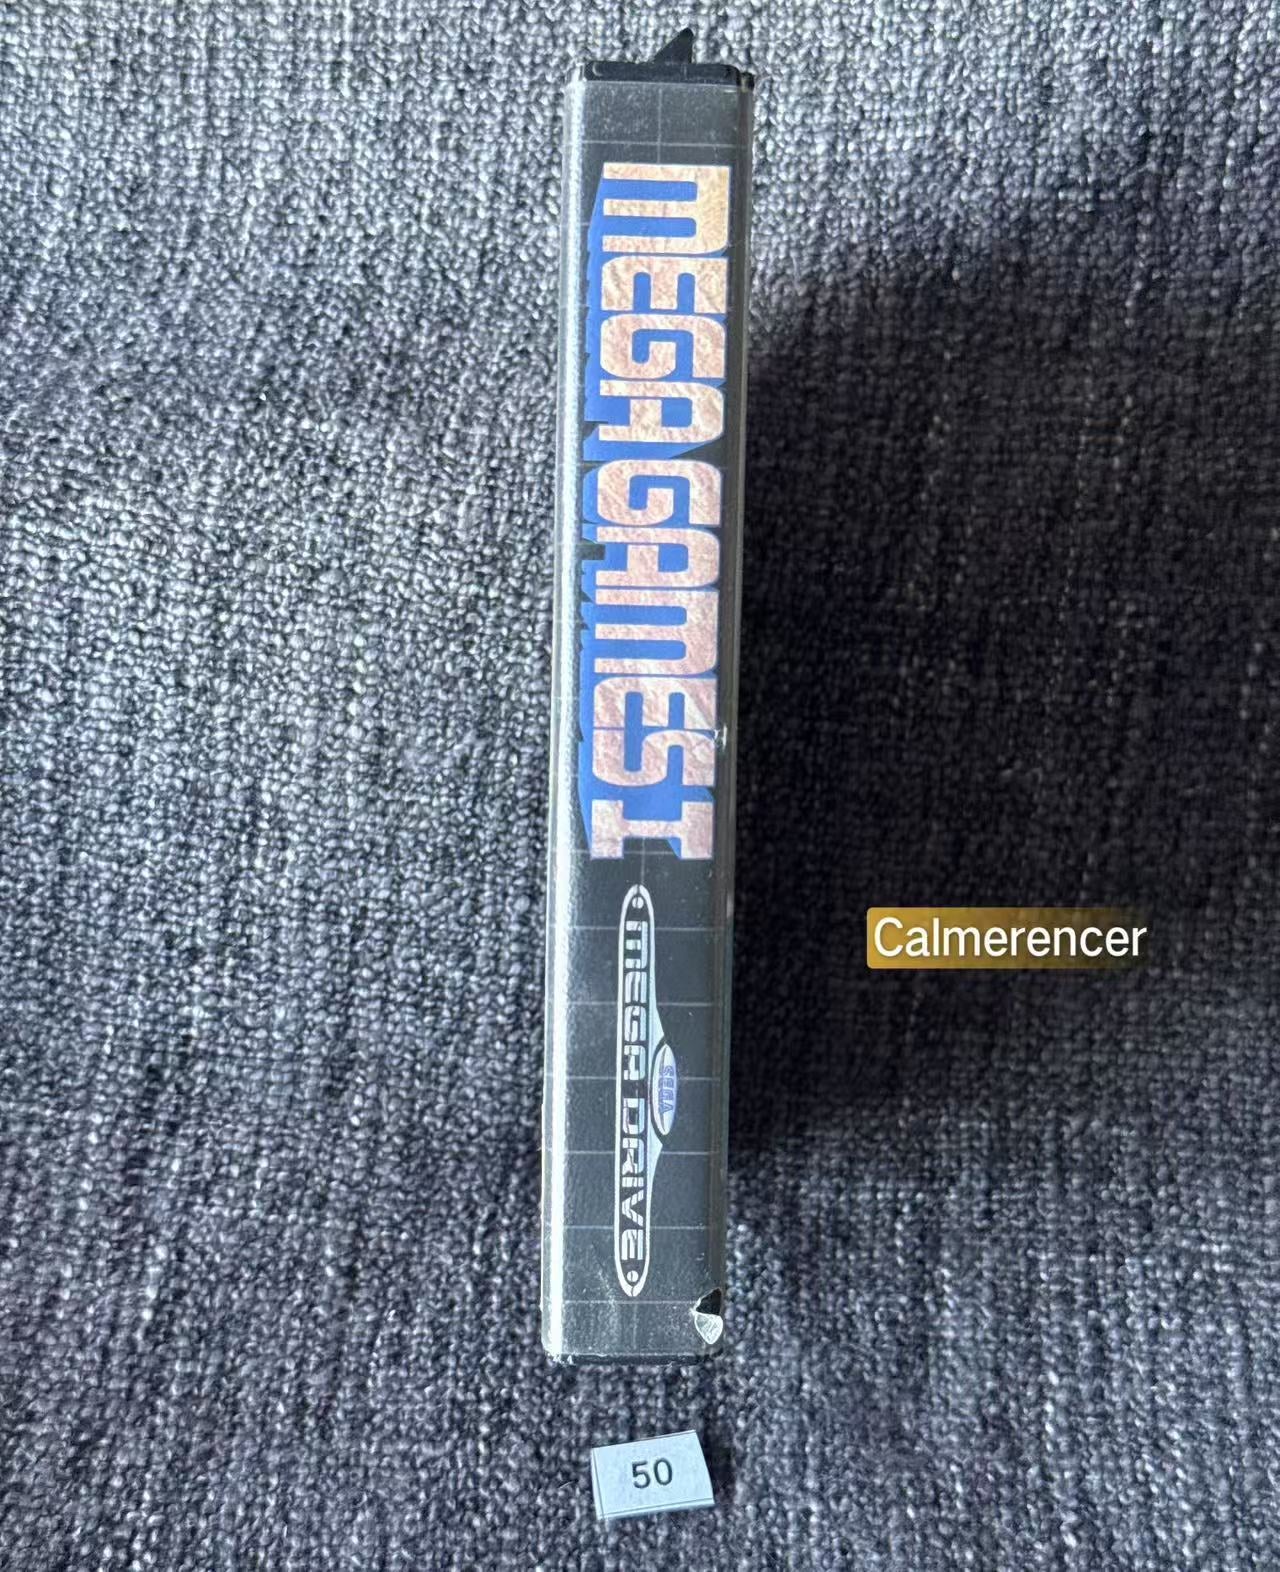 MEGA GAMES I
SEGA
MEGA DRIVE
Calmerencer
50